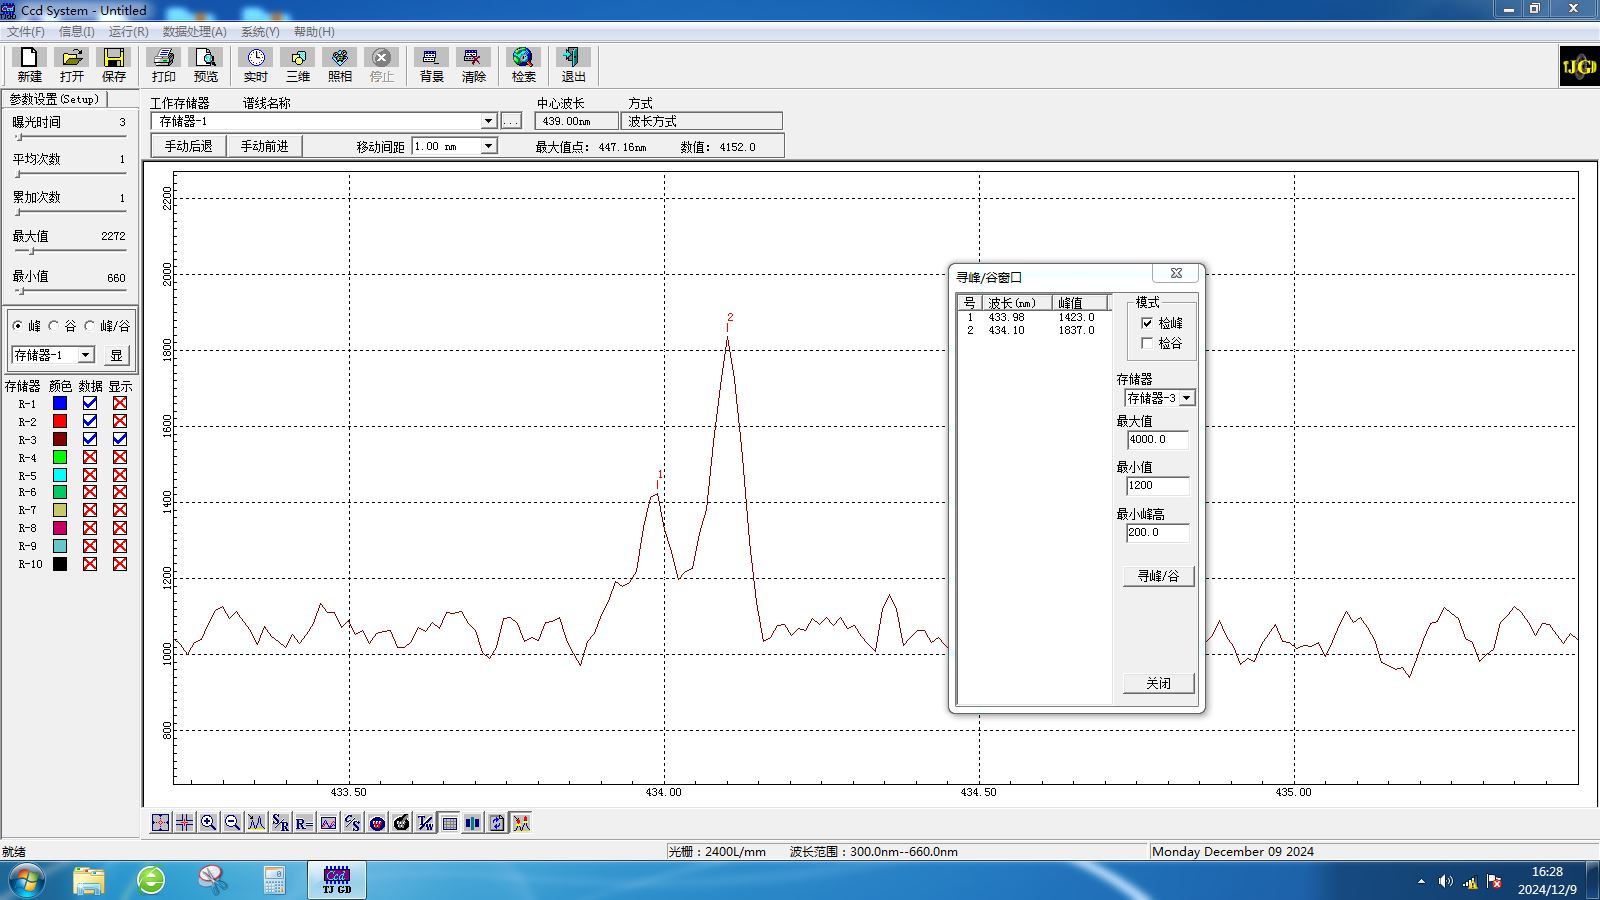 Ccd System - Untitled
文件(F) 信息(I) 运行(R) 数据处理(A) 系统(Y) 帮助(H)
新建 打开 保存 打印 预览 实时 三维 照相 停止 背景 清除 检索 退出
TJGD
参数设置(Setup)
曝光时间 3
平均次数 1
累加次数 1
最大值 2272
最小值 660
峰 谷 峰/谷
存储器-1 显
存储器 颜色 数据 显示
R-1
R-2
R-3
R-4
R-5
R-6
R-7
R-8
R-9
R-10
工作存储器 谱线名称 中心波长 方式
存储器-1 ... 439.00nm 波长方式
手动后退 手动前进 移动间距 1.00 nm 最大值点: 447.16nm 数值: 4152.0
2200
2000
1800
1600
1400
1200
1000
800
1
2
433.50 434.00 434.50 435.00
寻峰/谷窗口
号 波长(nm) 峰值
1 433.98 1423.0
2 434.10 1837.0
模式
检峰
检谷
存储器
存储器-3
最大值
4000.0
最小值
1200
最小峰高
200.0
寻峰/谷
关闭
就绪 光栅：2400L/mm 波长范围：300.0nm--660.0nm Monday December 09 2024
Ccd
TJ GD
16:28
2024/12/9